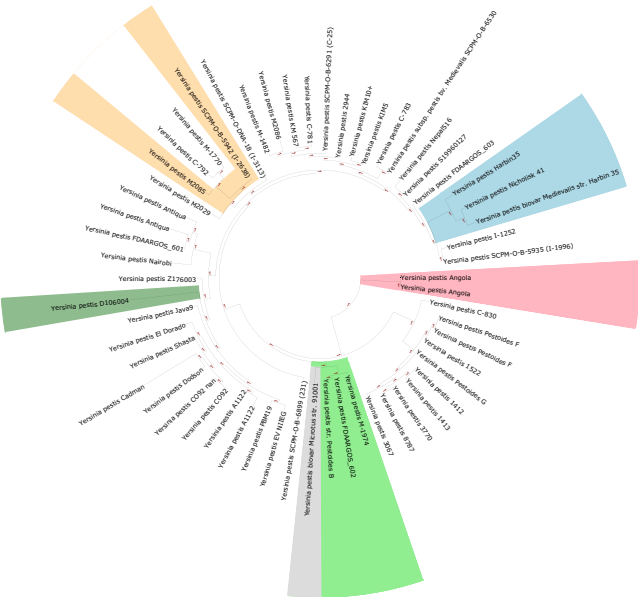 Yersinia pestis SCPM-O-B-6291 (C-25)
Yersinia pestis 2944
Yersinia pestis KIM10+
Yersinia pestis KIM5
Yersinia pestis C-783
Yersinia pestis subsp. pestis bv. Medievalis SCPM-O-B-6530
Yersinia pestis Nepal516
Yersinia pestis S19960127
Yersinia pestis FDAARGOS_603
Yersinia pestis Harbin35
Yersinia pestis Nicholisk 41
Yersinia pestis biovar Medievalis str. Harbin 35
Yersinia pestis I-1252
Yersinia pestis SCPM-O-B-5935 (I-1996)
Yersinia pestis Angola
Yersinia pestis Angola
Yersinia pestis C-830
Yersinia pestis Pestoides F
Yersinia pestis Pestoides F
Yersinia pestis 1522
Yersinia pestis Pestoides G
Yersinia pestis 1412
Yersinia pestis 1413
Yersinia pestis 3770
Yersinia pestis 8787
Yersinia pestis 3067
Yersinia pestis M-1974
Yersinia pestis FDAARGOS_602
Yersinia pestis str. Pestoides B
Yersinia pestis biovar Microtus str. 91001
Yersinia pestis SCPM-O-B-6899 (231)
Yersinia pestis EV NIIEG
Yersinia pestis PBM19
Yersinia pestis A1122
Yersinia pestis A1122
Yersinia pestis CO92
Yersinia pestis CO92 nan
Yersinia pestis Dodson
Yersinia pestis Cadman
Yersinia pestis Shasta
Yersinia pestis El Dorado
Yersinia pestis Java9
Yersinia pestis D106004
Yersinia pestis Z176003
Yersinia pestis Nairobi
Yersinia pestis FDAARGOS_601
Yersinia pestis Antiqua
Yersinia pestis Antiqua
Yersinia pestis M2029
Yersinia pestis M2085
Yersinia pestis C-792
Yersinia pestis M-1770
Yersinia pestis SCPM-O-B-5942 (I-2638)
Yersinia pestis SCPM-O-DNA-18 (I-3113)
Yersinia pestis M-1482
Yersinia pestis M2086
Yersinia pestis KM 567
Yersinia pestis C-781